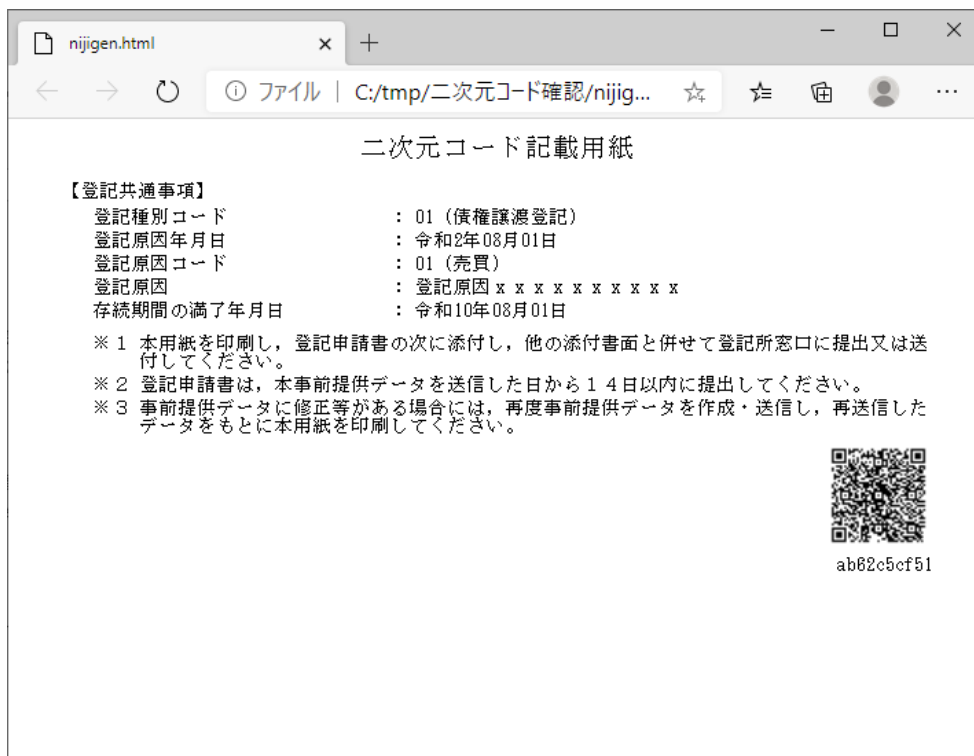 nijigen.html
ファイル | C:/tmp/二次元コード確認/nijig...
二次元コード記載用紙
【登記共通事項】
登記種別コード : 01 (債権譲渡登記)
登記原因年月日 : 令和2年08月01日
登記原因コード : 01 (売買)
登記原因 : 登記原因ｘｘｘｘｘｘｘｘｘｘ
存続期間の満了年月日 : 令和10年08月01日
※１ 本用紙を印刷し，登記申請書の次に添付し，他の添付書面と併せて登記所窓口に提出又は送
付してください。
※２ 登記申請書は，本事前提供データを送信した日から１４日以内に提出してください。
※３ 事前提供データに修正等がある場合には，再度事前提供データを作成・送信し，再送信した
データをもとに本用紙を印刷してください。
ab62c5cf51